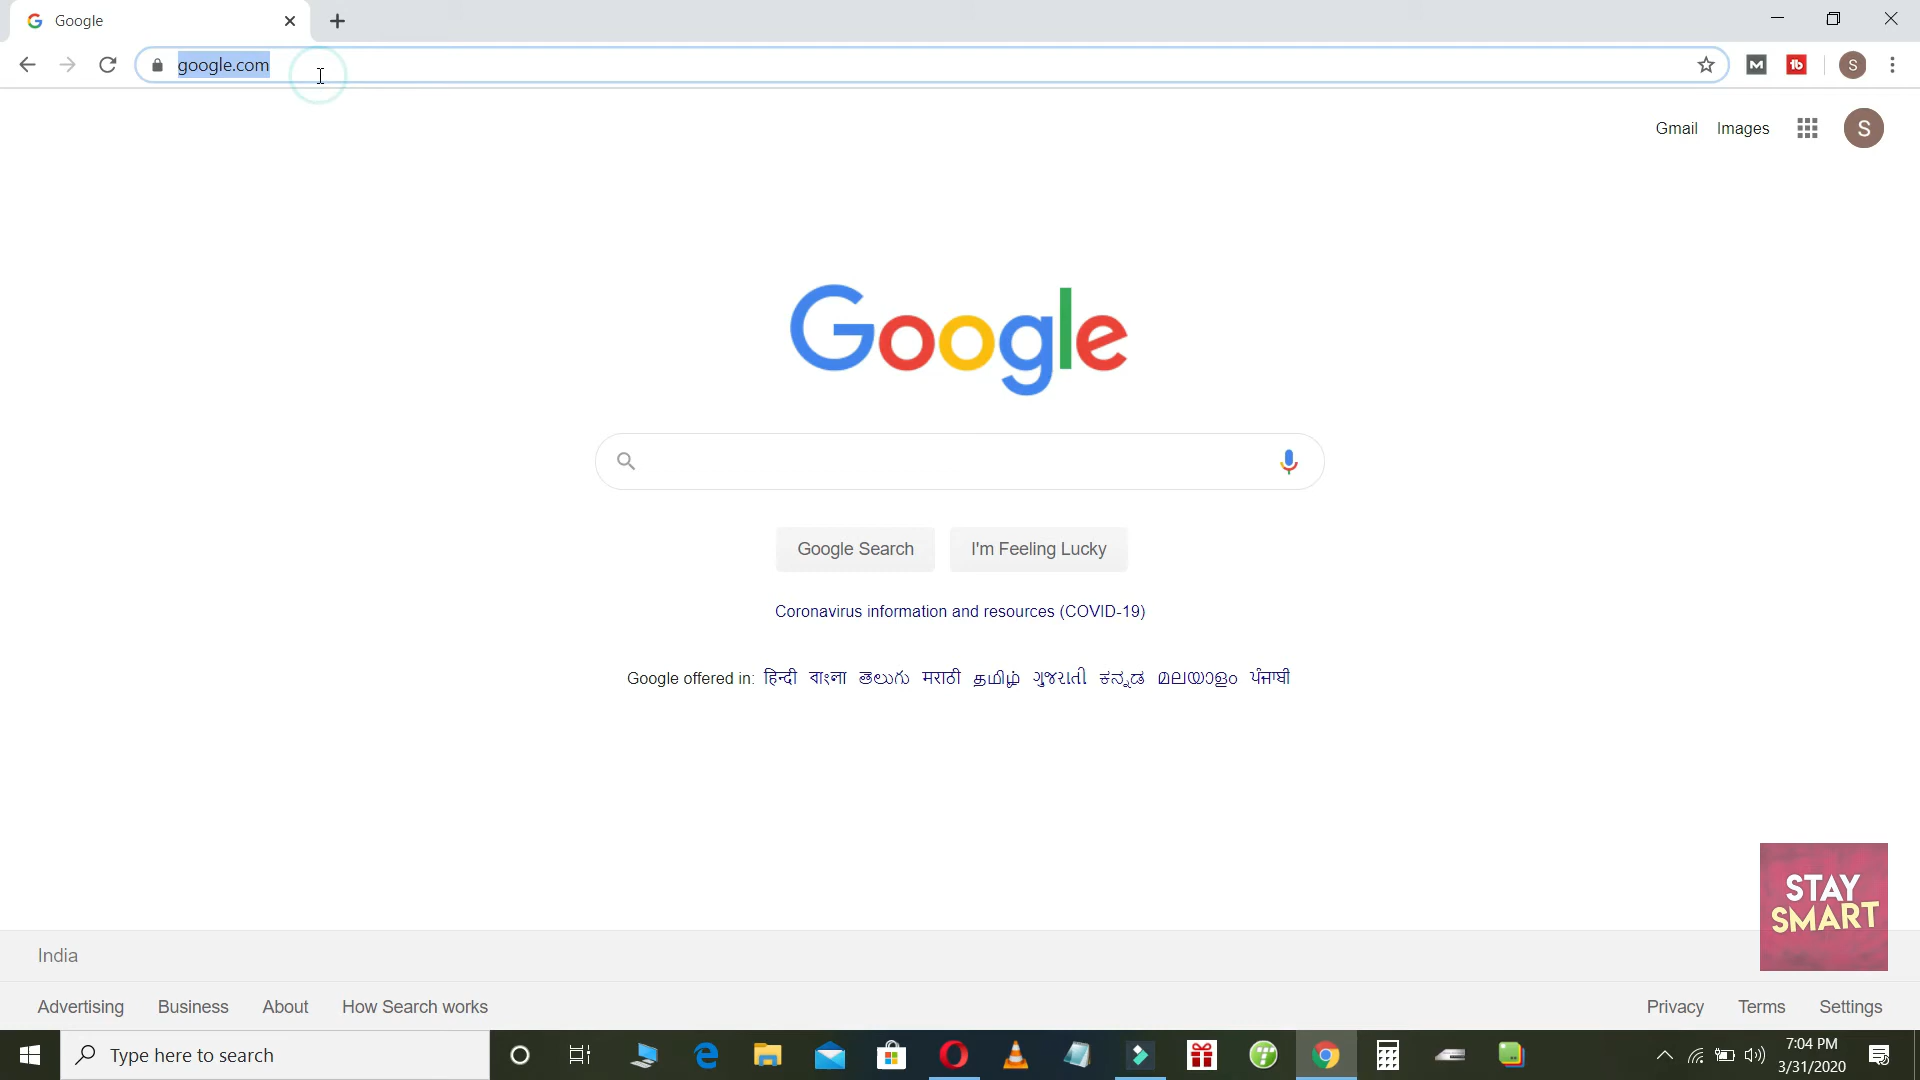 Google
google.com
S
Gmail Images S
Google
Google Search I'm Feeling Lucky
Coronavirus information and resources (COVID-19)
Google offered in: हिन्दी বাংলা తెలుగు मराठी தமிழ் ગુજરાતી ಕನ್ನಡ മലയാളം ਪੰਜਾਬੀ
STAY
SMART
India
Advertising Business About How Search works Privacy Terms Settings
Type here to search
7:04 PM
3/31/2020